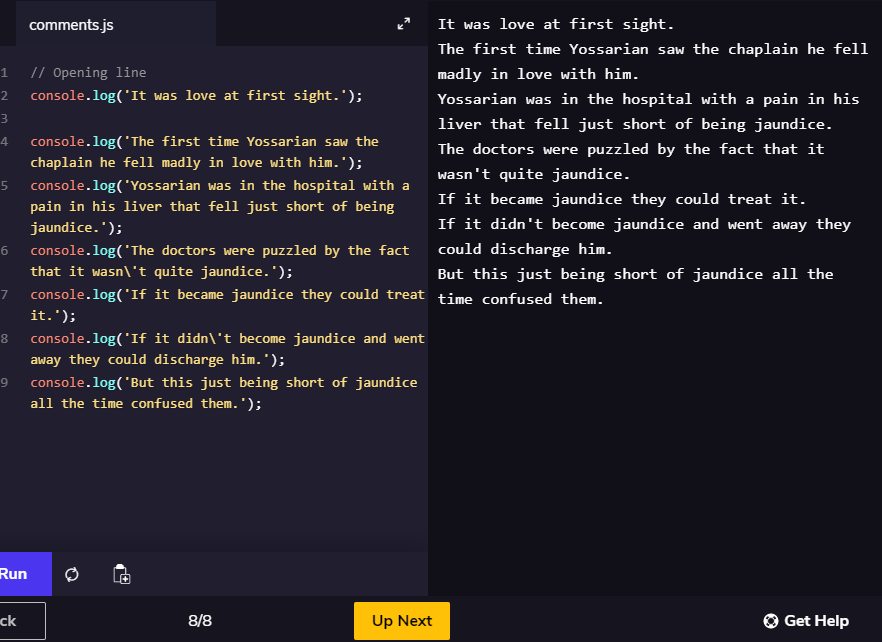 comments.js
1 // Opening line
2 console.log('It was love at first sight.');
3
4 console.log('The first time Yossarian saw the
chaplain he fell madly in love with him.');
5 console.log('Yossarian was in the hospital with a
pain in his liver that fell just short of being
jaundice.');
6 console.log('The doctors were puzzled by the fact
that it wasn\'t quite jaundice.');
7 console.log('If it became jaundice they could treat
it.');
8 console.log('If it didn\'t become jaundice and went
away they could discharge him.');
9 console.log('But this just being short of jaundice
all the time confused them.');
It was love at first sight.
The first time Yossarian saw the chaplain he fell
madly in love with him.
Yossarian was in the hospital with a pain in his
liver that fell just short of being jaundice.
The doctors were puzzled by the fact that it
wasn't quite jaundice.
If it became jaundice they could treat it.
If it didn't become jaundice and went away they
could discharge him.
But this just being short of jaundice all the
time confused them.
Run
ck
8/8
Up Next
Get Help